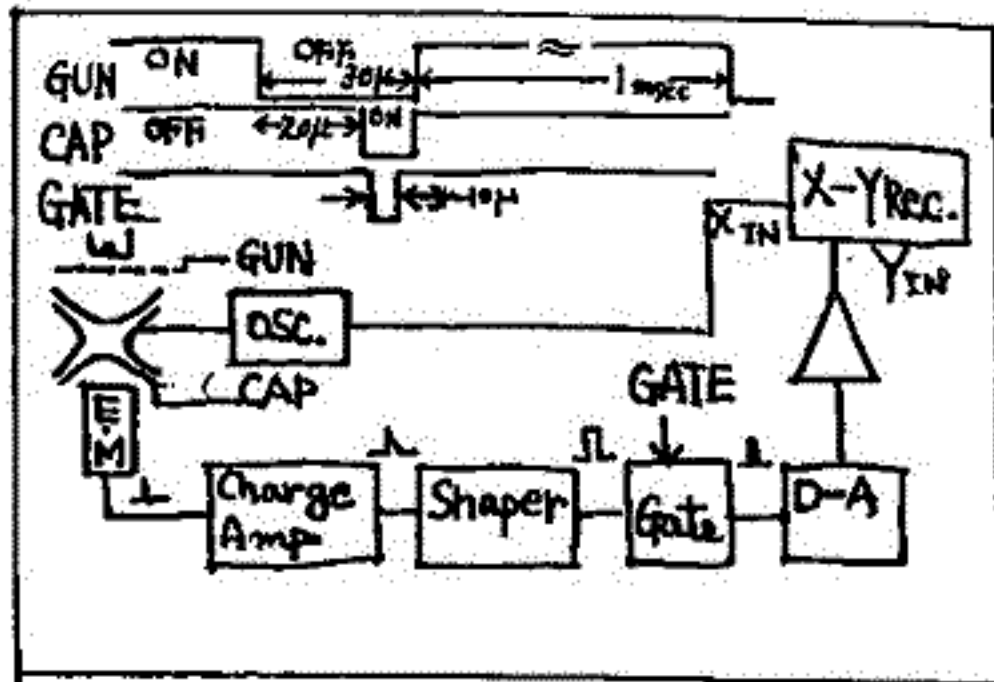 GUN ON OFF 30μ 1 msec
CAP OFF 20μ ON
GATE 10μ
X-Y Rec.
X IN
Y IN
GUN
OSC.
CAP
E.M
GATE
Charge Amp.
Shaper
Gate
D-A